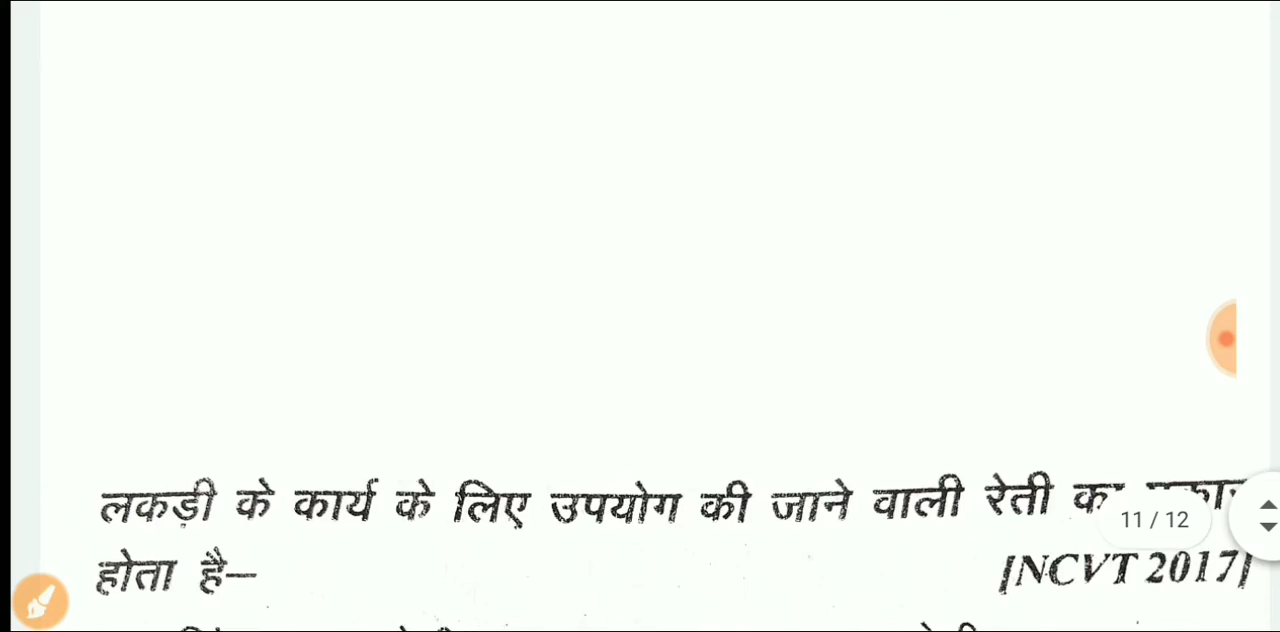 लकड़ी के कार्य के लिए उपयोग की जाने वाली रेती का
11 / 12
होता है—
[NCVT 2017]